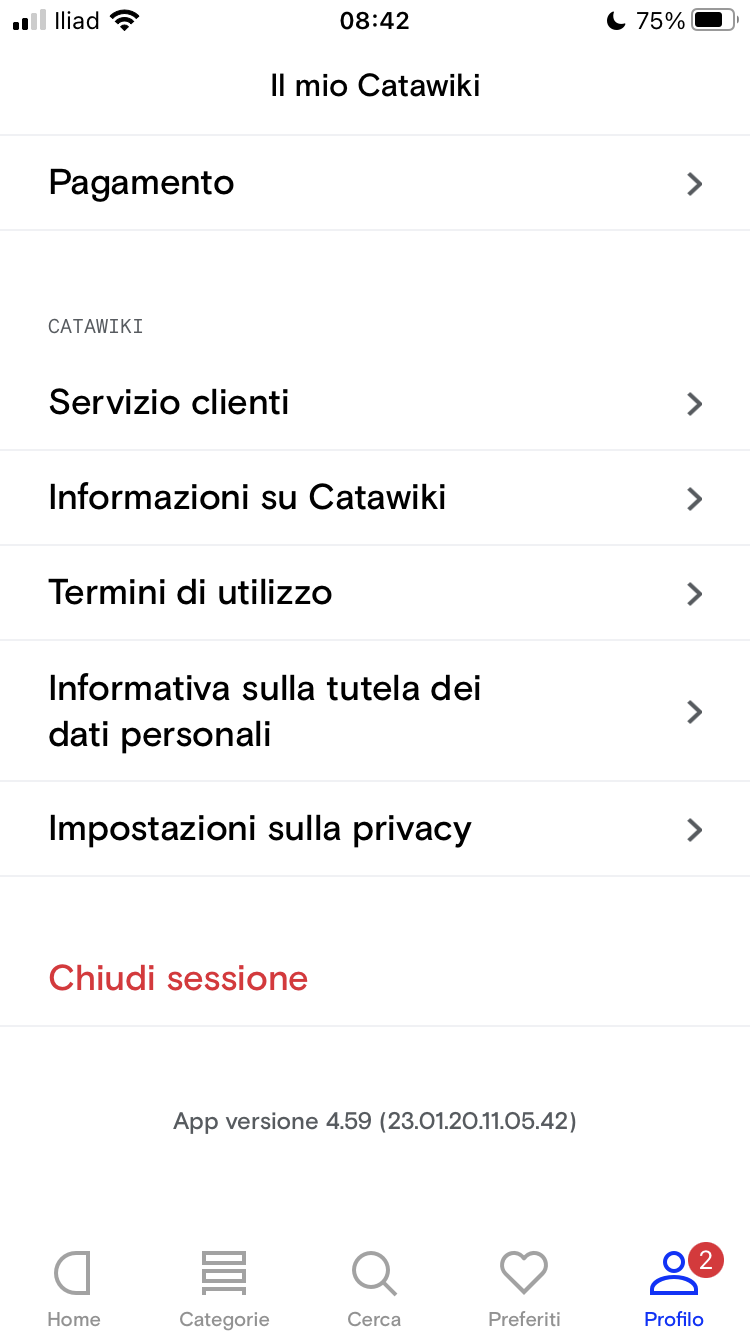 Iliad 08:42 75%
Il mio Catawiki
Pagamento
CATAWIKI
Servizio clienti
Informazioni su Catawiki
Termini di utilizzo
Informativa sulla tutela dei
dati personali
Impostazioni sulla privacy
Chiudi sessione
App versione 4.59 (23.01.20.11.05.42)
2
Home Categorie Cerca Preferiti Profilo